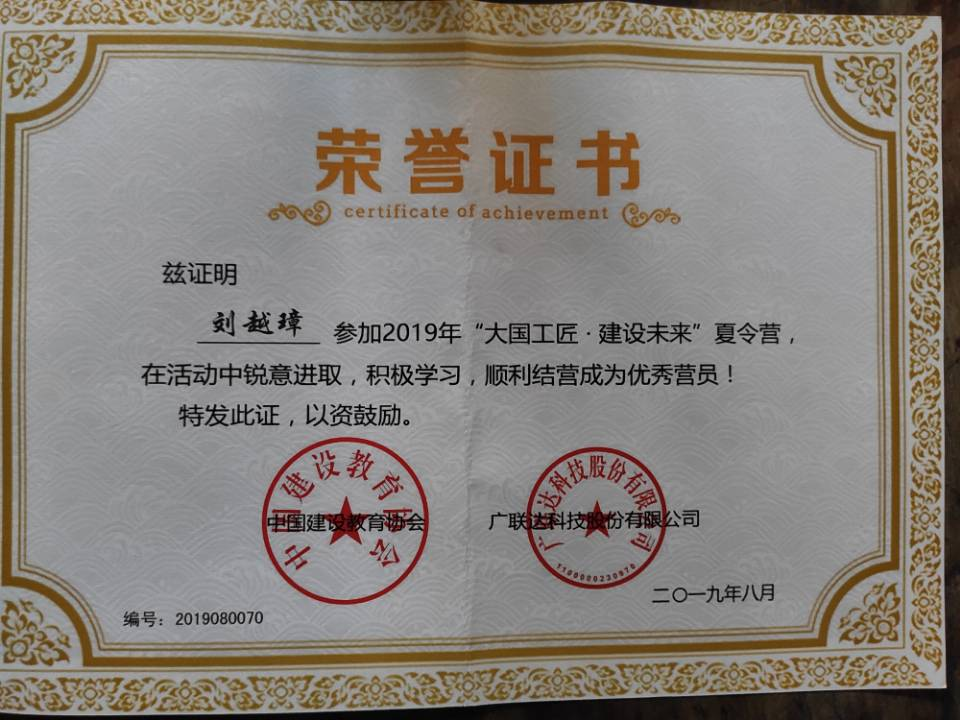 荣誉证书
certificate of achievement
兹证明
刘越璋 参加2019年“大国工匠·建设未来”夏令营，
在活动中锐意进取，积极学习，顺利结营成为优秀营员！
特发此证，以资鼓励。
中国建设教育协会
中国建设教育协会 广联达科技股份有限公司
广联达科技股份有限公司
1100000230970
二〇一九年八月
编号：2019080070